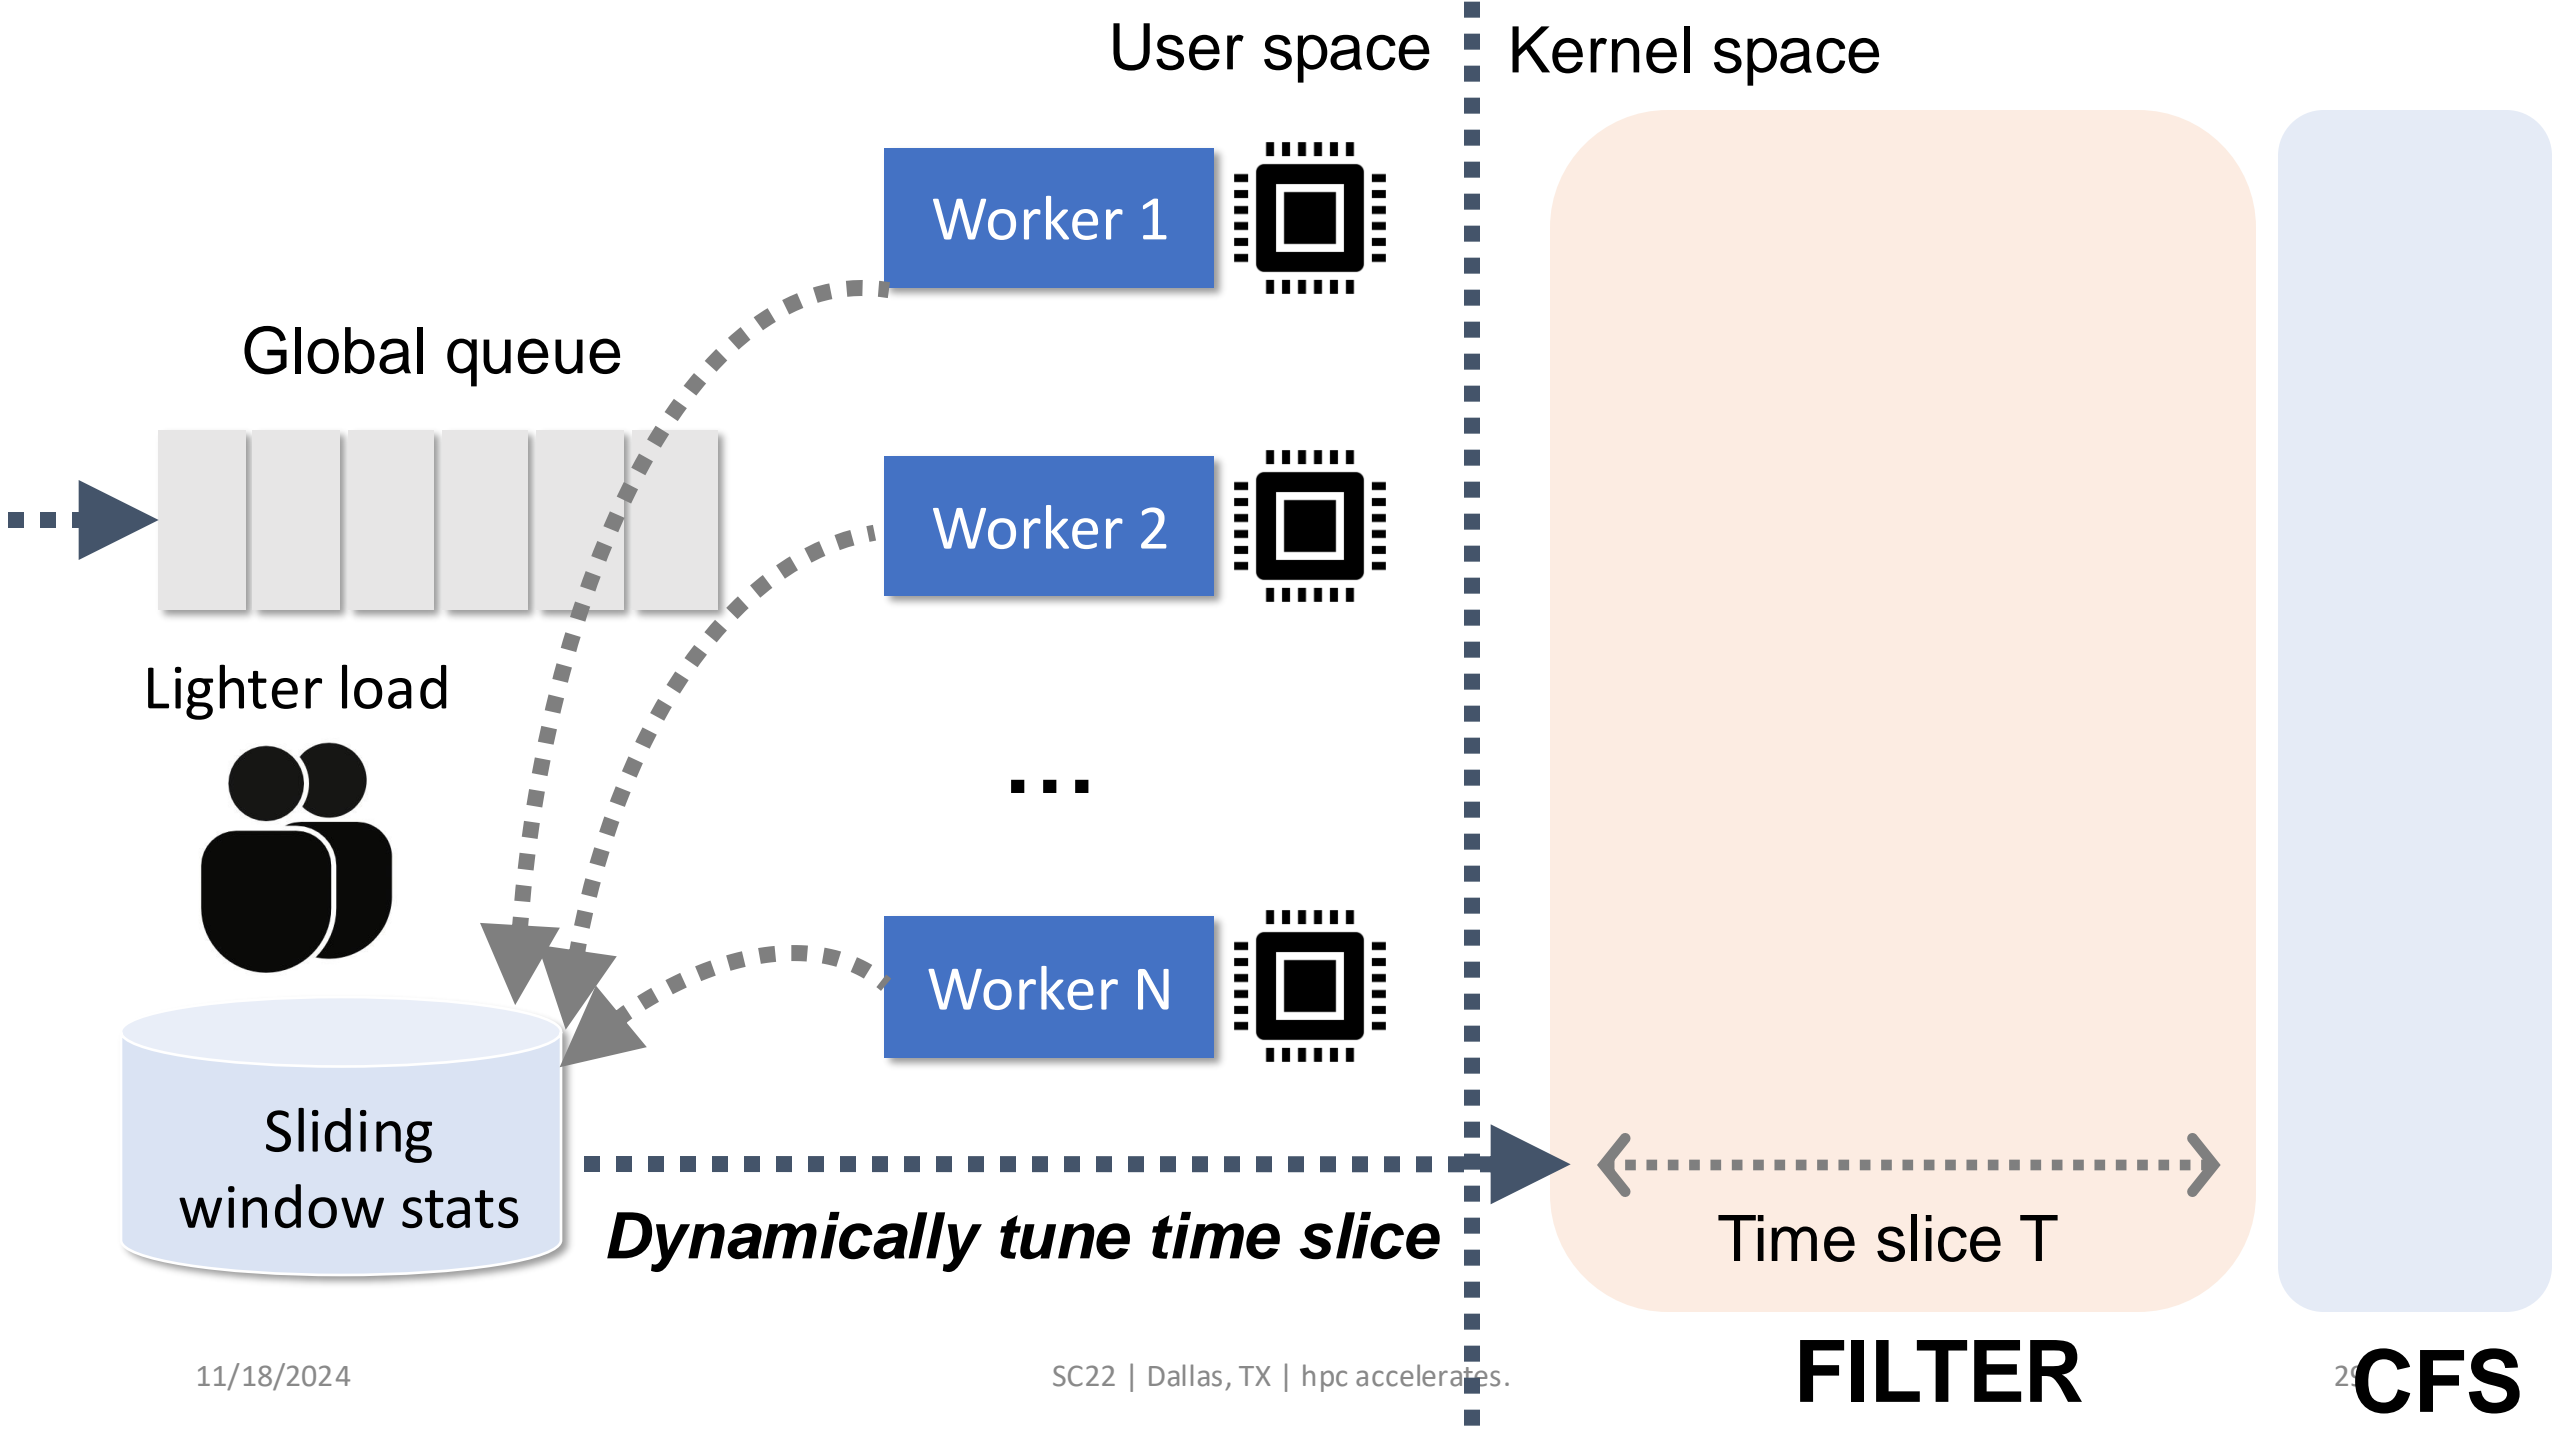 User space
Kernel space
Worker 1
Global queue
Worker 2
Lighter load
...
Worker N
Sliding
window stats
Dynamically tune time slice
Time slice T
FILTER
CFS
11/18/2024
SC22 | Dallas, TX | hpc accelerates.
29